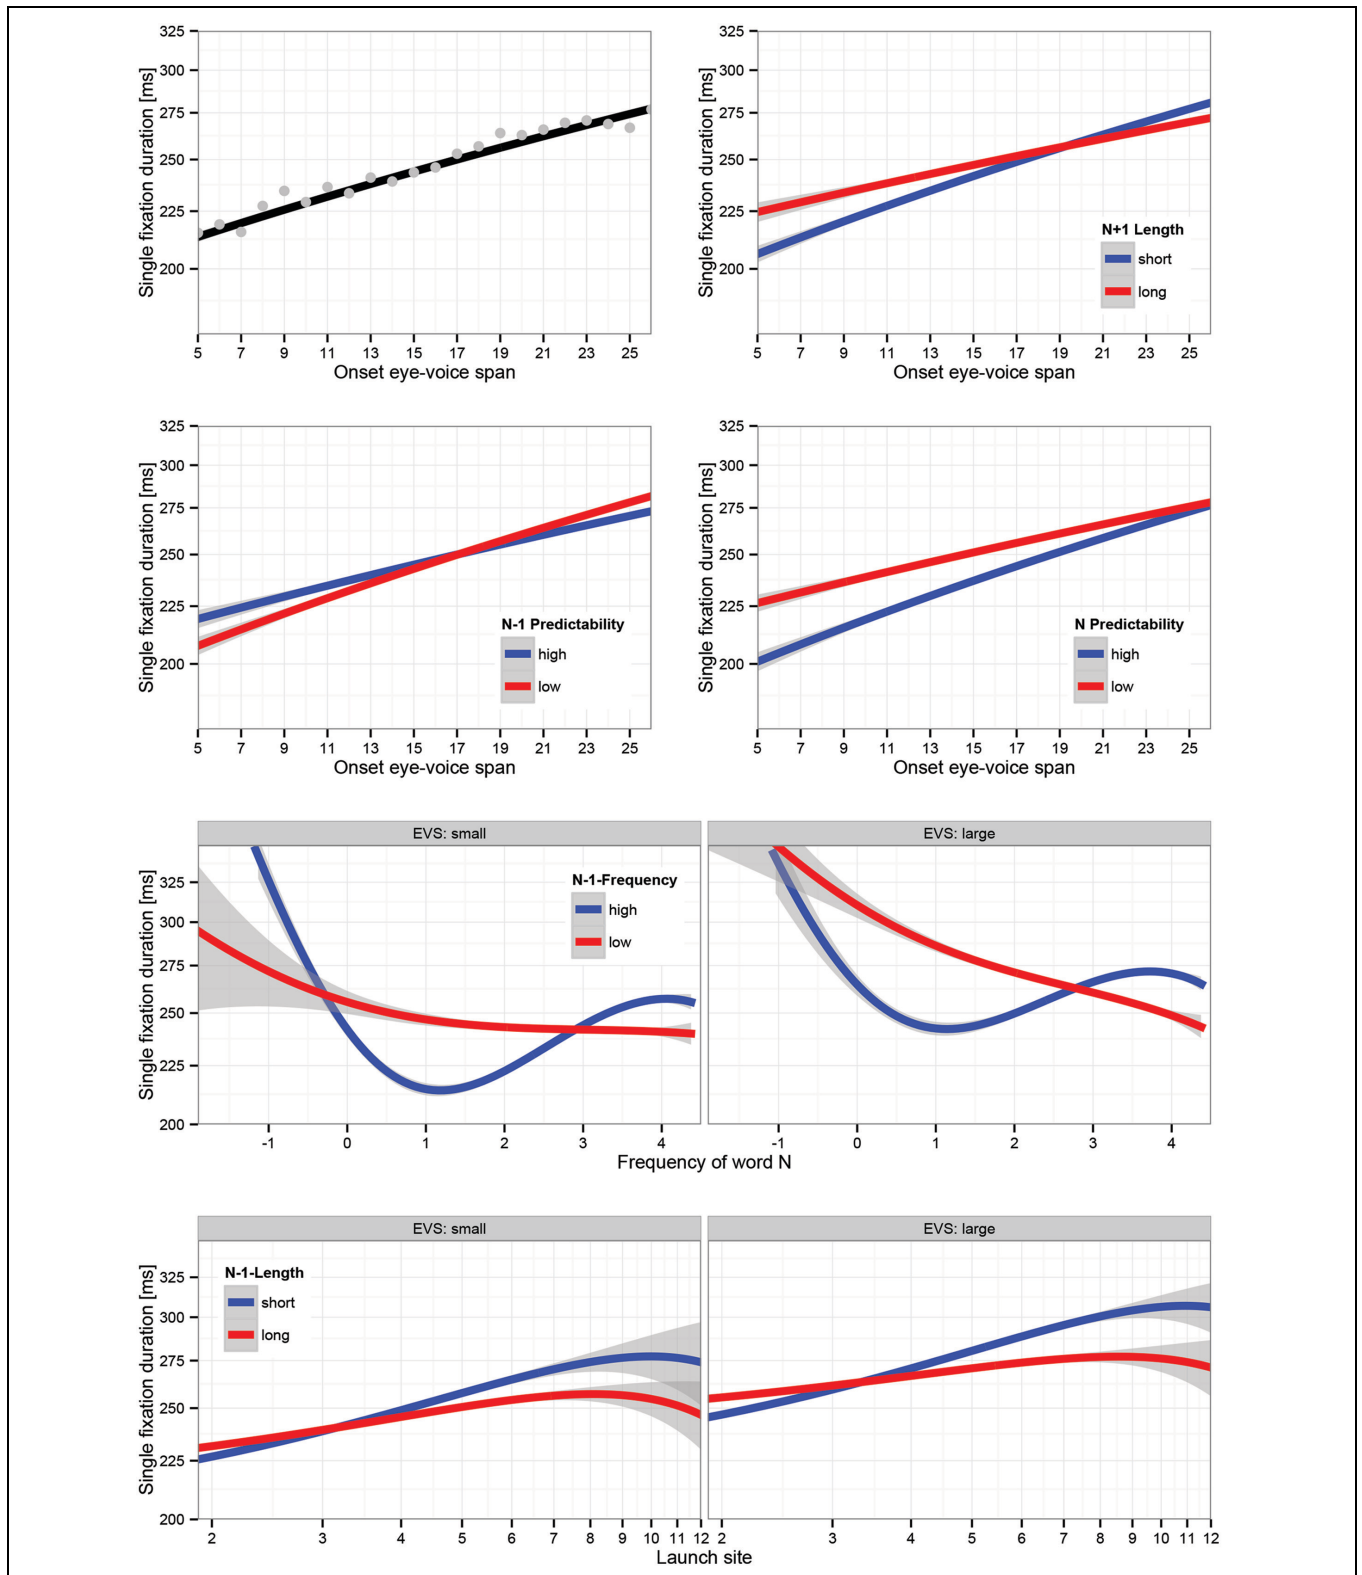 325
300
275
250
225
200
Single fixation duration [ms]
5 7 9 11 13 15 17 19 21 23 25
Onset eye-voice span
325
300
275
250
225
200
Single fixation duration [ms]
N+1 Length
short
long
5 7 9 11 13 15 17 19 21 23 25
Onset eye-voice span
325
300
275
250
225
200
Single fixation duration [ms]
N-1 Predictability
high
low
5 7 9 11 13 15 17 19 21 23 25
Onset eye-voice span
325
300
275
250
225
200
Single fixation duration [ms]
N Predictability
high
low
5 7 9 11 13 15 17 19 21 23 25
Onset eye-voice span
EVS: small
EVS: large
325
300
275
250
225
200
Single fixation duration [ms]
N-1-Frequency
high
low
-1 0 1 2 3 4
-1 0 1 2 3 4
Frequency of word N
EVS: small
EVS: large
325
300
275
250
225
200
Single fixation duration [ms]
N-1-Length
short
long
2 3 4 5 6 7 8 9 10 11 12
2 3 4 5 6 7 8 9 10 11 12
Launch site